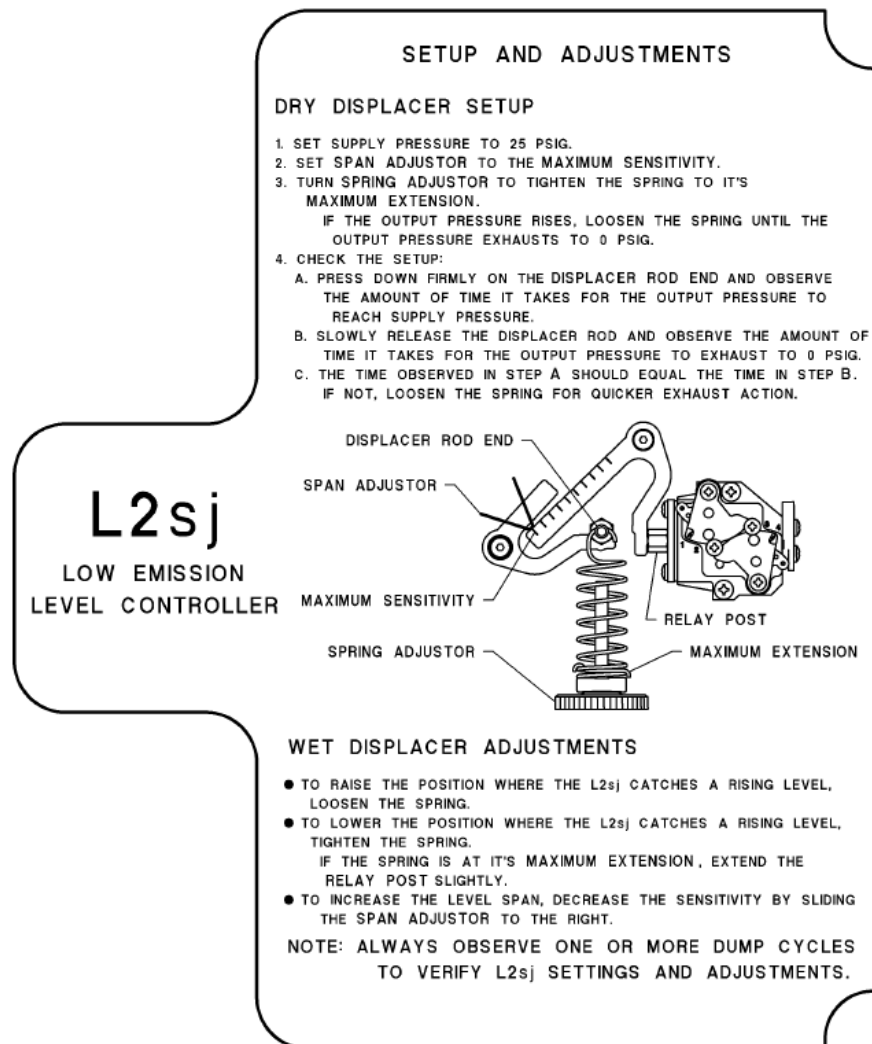 SETUP AND ADJUSTMENTS
DRY DISPLACER SETUP
1. SET SUPPLY PRESSURE TO 25 PSIG.
2. SET SPAN ADJUSTOR TO THE MAXIMUM SENSITIVITY.
3. TURN SPRING ADJUSTOR TO TIGHTEN THE SPRING TO IT'S
MAXIMUM EXTENSION.
IF THE OUTPUT PRESSURE RISES, LOOSEN THE SPRING UNTIL THE
OUTPUT PRESSURE EXHAUSTS TO 0 PSIG.
4. CHECK THE SETUP:
A. PRESS DOWN FIRMLY ON THE DISPLACER ROD END AND OBSERVE
THE AMOUNT OF TIME IT TAKES FOR THE OUTPUT PRESSURE TO
REACH SUPPLY PRESSURE.
B. SLOWLY RELEASE THE DISPLACER ROD AND OBSERVE THE AMOUNT OF
TIME IT TAKES FOR THE OUTPUT PRESSURE TO EXHAUST TO 0 PSIG.
C. THE TIME OBSERVED IN STEP A SHOULD EQUAL THE TIME IN STEP B.
IF NOT, LOOSEN THE SPRING FOR QUICKER EXHAUST ACTION.
DISPLACER ROD END
SPAN ADJUSTOR
L2sj
LOW EMISSION
LEVEL CONTROLLER
MAXIMUM SENSITIVITY
1 2
3 4
RELAY POST
SPRING ADJUSTOR
MAXIMUM EXTENSION
WET DISPLACER ADJUSTMENTS
● TO RAISE THE POSITION WHERE THE L2sj CATCHES A RISING LEVEL,
LOOSEN THE SPRING.
● TO LOWER THE POSITION WHERE THE L2sj CATCHES A RISING LEVEL,
TIGHTEN THE SPRING.
IF THE SPRING IS AT IT'S MAXIMUM EXTENSION, EXTEND THE
RELAY POST SLIGHTLY.
● TO INCREASE THE LEVEL SPAN, DECREASE THE SENSITIVITY BY SLIDING
THE SPAN ADJUSTOR TO THE RIGHT.
NOTE: ALWAYS OBSERVE ONE OR MORE DUMP CYCLES
TO VERIFY L2sj SETTINGS AND ADJUSTMENTS.